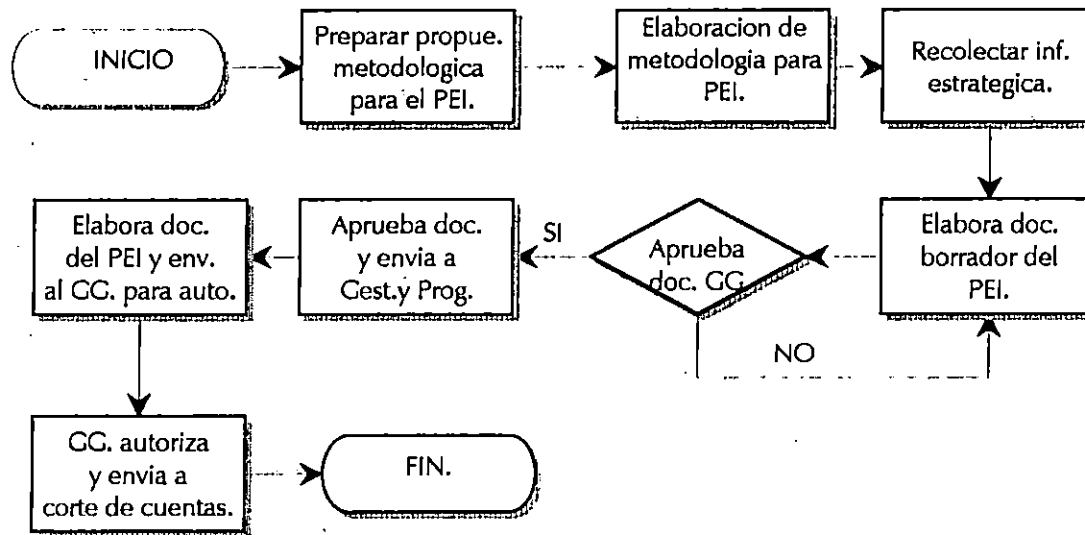 INICIO
Preparar propue.
metodologica
para el PEI.
Elaboracion de
metodologia para
PEI.
Recolectar inf.
estrategica.
Elabora doc.
del PEI y env.
al GG. para auto.
Aprueba doc.
y envia a
Gest.y Prog.
SI
Aprueba
doc. GG
Elabora doc.
borrador del
PEI.
NO
GG. autoriza
y envia a
corte de cuentas.
FIN.